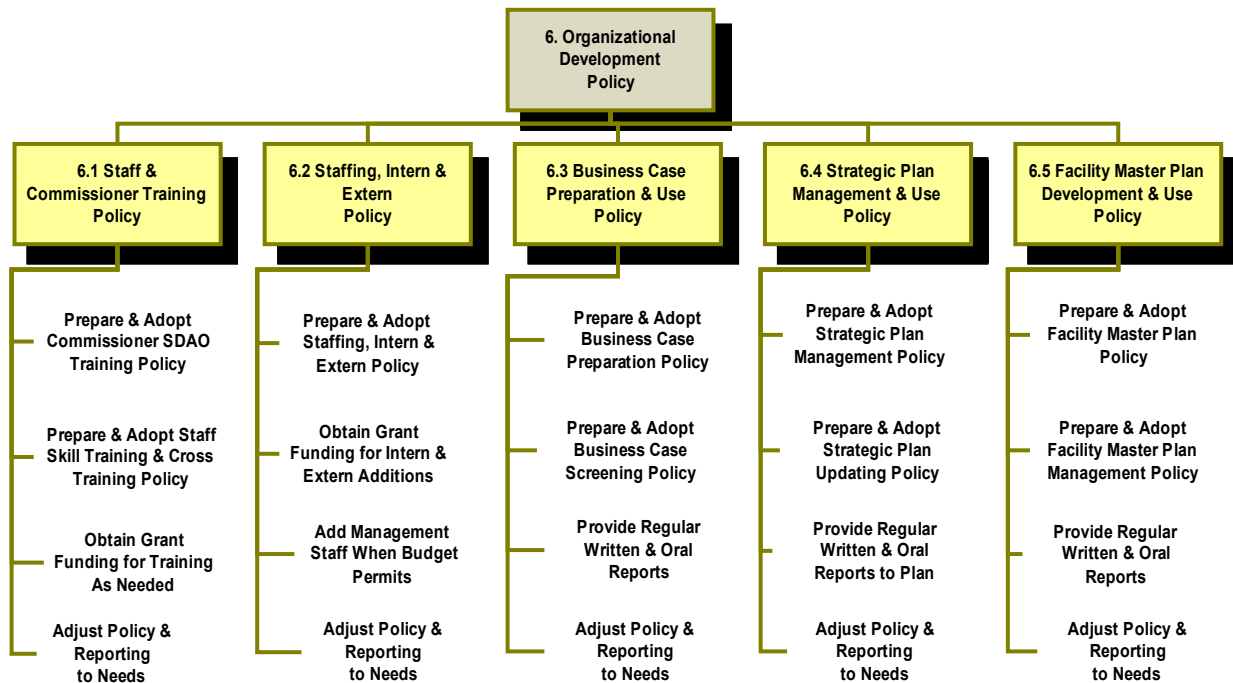 6. Organizational
Development
Policy
6.1 Staff &
Commissioner Training
Policy
6.2 Staffing, Intern &
Extern
Policy
6.3 Business Case
Preparation & Use
Policy
6.4 Strategic Plan
Management & Use
Policy
6.5 Facility Master Plan
Development & Use
Policy
Prepare & Adopt
Commissioner SDAO
Training Policy
Prepare & Adopt Staff
Skill Training & Cross
Training Policy
Obtain Grant
Funding for Training
As Needed
Adjust Policy &
Reporting
to Needs
Prepare & Adopt
Staffing, Intern &
Extern Policy
Obtain Grant
Funding for Intern &
Extern Additions
Add Management
Staff When Budget
Permits
Adjust Policy &
Reporting
to Needs
Prepare & Adopt
Business Case
Preparation Policy
Prepare & Adopt
Business Case
Screening Policy
Provide Regular
Written & Oral
Reports
Adjust Policy &
Reporting
to Needs
Prepare & Adopt
Strategic Plan
Management Policy
Prepare & Adopt
Strategic Plan
Updating Policy
Provide Regular
Written & Oral
Reports to Plan
Adjust Policy &
Reporting
to Needs
Prepare & Adopt
Facility Master Plan
Policy
Prepare & Adopt
Facility Master Plan
Management Policy
Provide Regular
Written & Oral
Reports
Adjust Policy &
Reporting
to Needs